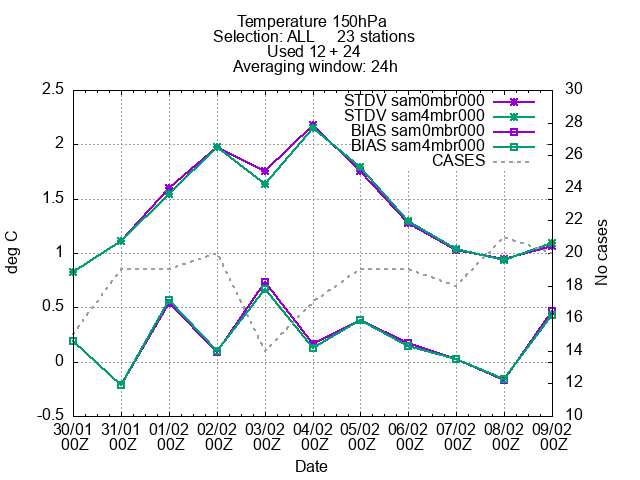 Temperature 150hPa
Selection: ALL 23 stations
Used 12 + 24
Averaging window: 24h
STDV sam0mbr000
STDV sam4mbr000
BIAS sam0mbr000
BIAS sam4mbr000
CASES
deg C
2.5
2
1.5
1
0.5
0
-0.5
No cases
30
28
26
24
22
20
18
16
14
12
10
30/01 31/01 01/02 02/02 03/02 04/02 05/02 06/02 07/02 08/02 09/02
00Z 00Z 00Z 00Z 00Z 00Z 00Z 00Z 00Z 00Z 00Z
Date